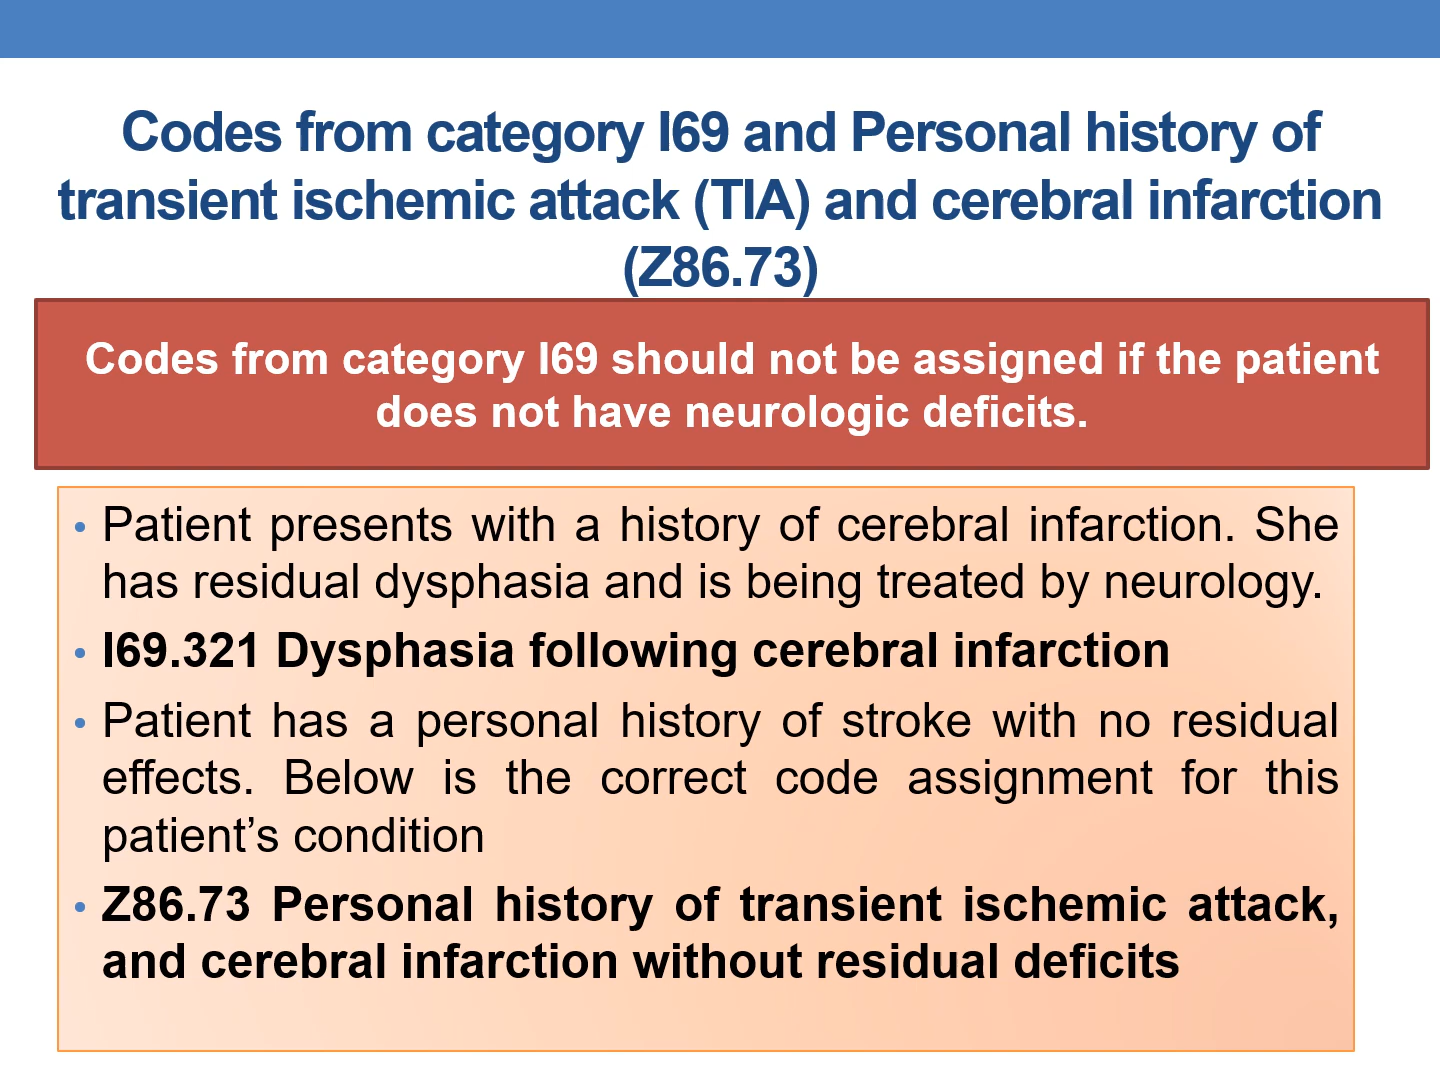 Codes from category I69 and Personal history of
transient ischemic attack (TIA) and cerebral infarction
(Z86.73)
Codes from category I69 should not be assigned if the patient
does not have neurologic deficits.
• Patient presents with a history of cerebral infarction. She
has residual dysphasia and is being treated by neurology.
• I69.321 Dysphasia following cerebral infarction
• Patient has a personal history of stroke with no residual
effects. Below is the correct code assignment for this
patient’s condition
• Z86.73 Personal history of transient ischemic attack,
and cerebral infarction without residual deficits